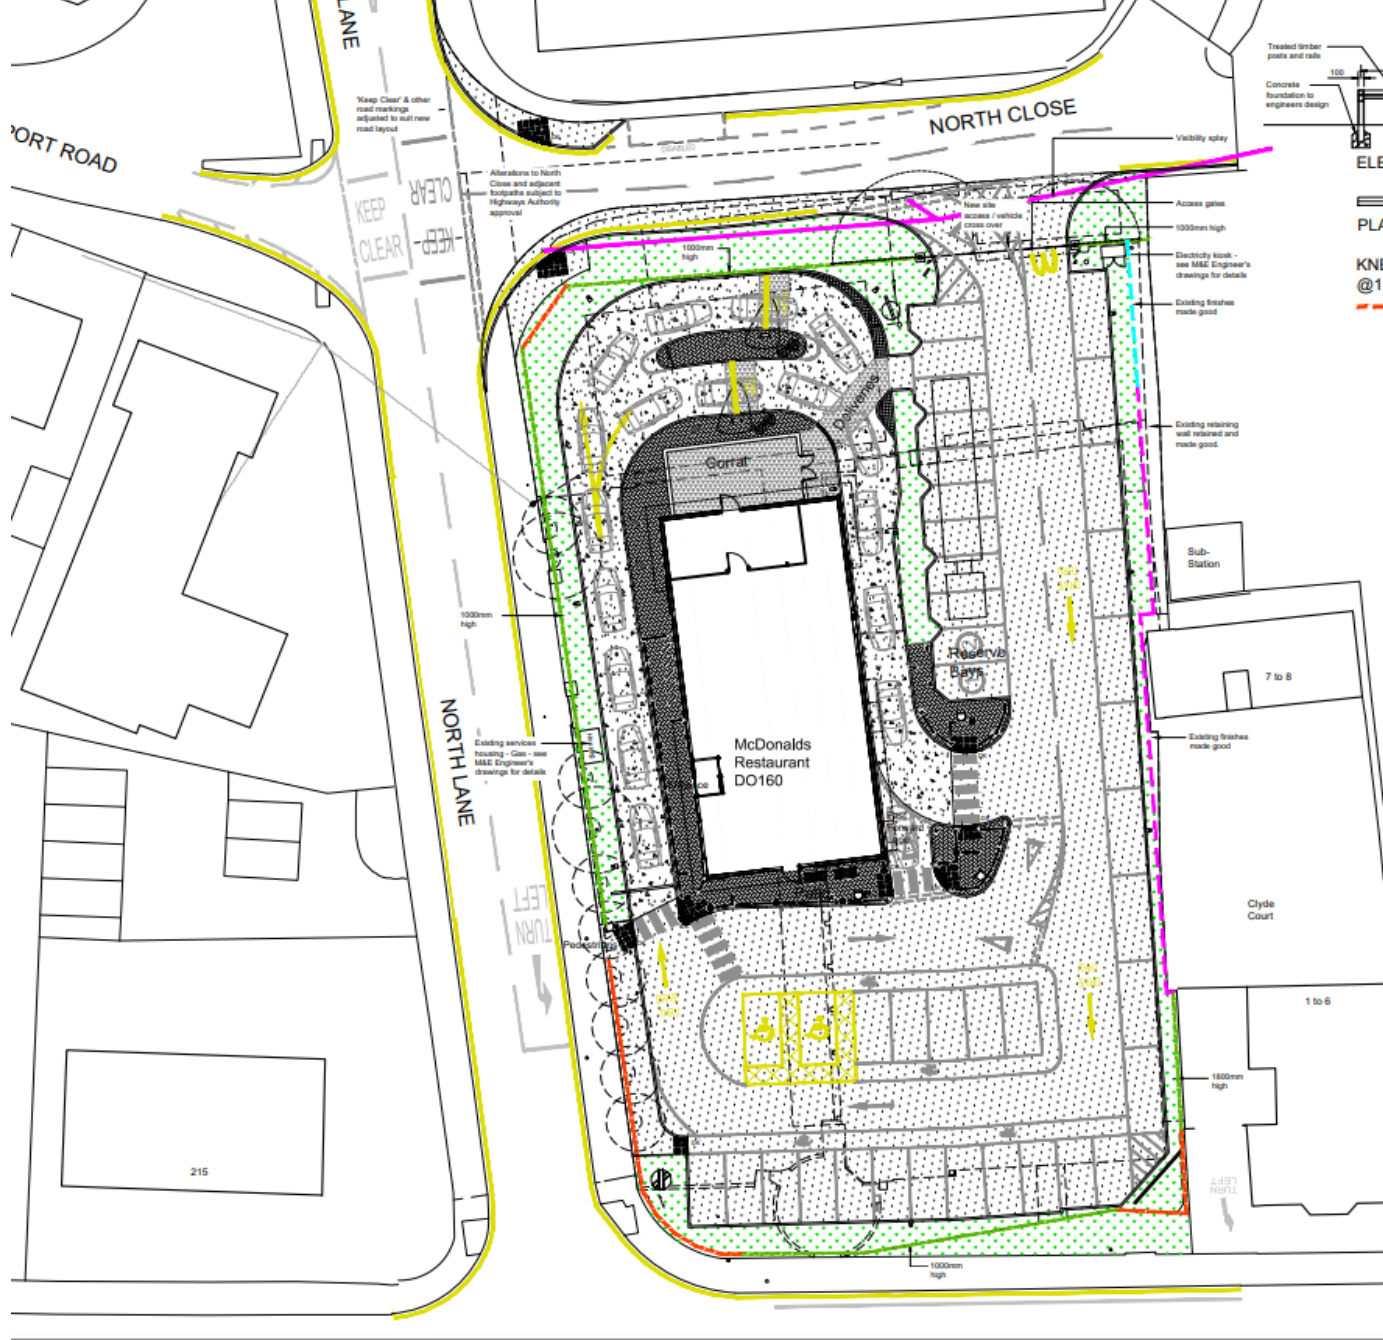 LANE
PORT ROAD
'Keep Clear' & other
road markings
adjusted to suit new
road layout
KEEP
CLEAR
CLEAR
KEEP
Alterations to North
Close and adjacent
footpaths subject to
Highways Authority
approval
DISABLED
NORTH CLOSE
Treated timber
posts and rails
100
Concrete
foundation to
engineers design
ELE
PLA
KNE
@1
Visibility splay
Access gates
1000mm high
Electricity kiosk -
see M&E Engineer's
drawings for details
Existing finishes
made good
New site
access / vehicle
cross over
1000mm
high
Deliveries
Corral
Existing retaining
wall retained and
made good.
Sub-
Station
7 to 8
Existing finishes
made good
1000mm
high
Reserve
Bays
NORTH LANE
Existing services
housing - Gas - see
M&E Engineer's
drawings for details
McDonalds
Restaurant
DO160
Clyde
Court
TURN
LEFT
Pedestrians
1 to 6
1800mm
high
215
TURN
LEFT
1000mm
high